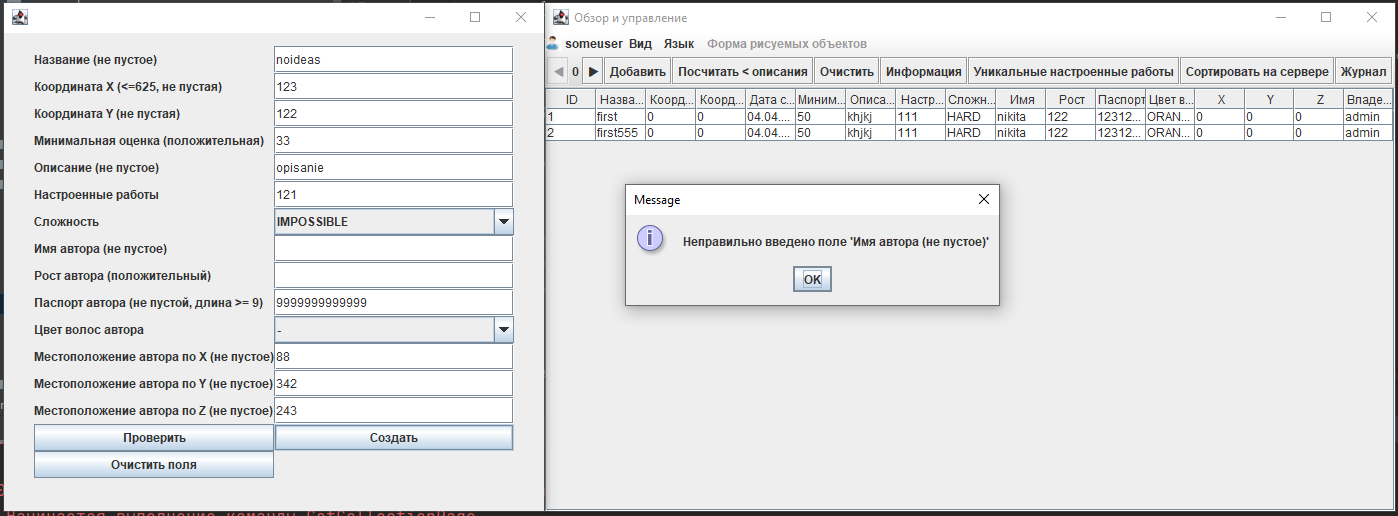 Название (не пустое) noideas
Координата X (<=625, не пустая) 123
Координата Y (не пустая) 122
Минимальная оценка (положительная) 33
Описание (не пустое) opisanie
Настроенные работы 121
Сложность IMPOSSIBLE
Имя автора (не пустое)
Рост автора (положительный)
Паспорт автора (не пустой, длина >= 9) 9999999999999
Цвет волос автора -
Местоположение автора по X (не пустое) 88
Местоположение автора по Y (не пустое) 342
Местоположение автора по Z (не пустое) 243
Проверить Создать
Очистить поля
Обзор и управление
someuser Вид Язык Форма рисуемых объектов
0 Добавить Посчитать < описания Очистить Информация Уникальные настроенные работы Сортировать на сервере Журнал
ID Назва... Коорд... Коорд... Дата с... Миним... Описа... Настр... Сложн... Имя Рост Паспорт... Цвет в... X Y Z Владе...
1 first 0 0 04.04.... 50 khjkj 111 HARD nikita 122 12312... ORAN... 0 0 0 admin
2 first555 0 0 04.04.... 50 khjkj 111 HARD nikita 122 12312... ORAN... 0 0 0 admin
Message
Неправильно введено поле 'Имя автора (не пустое)'
OK